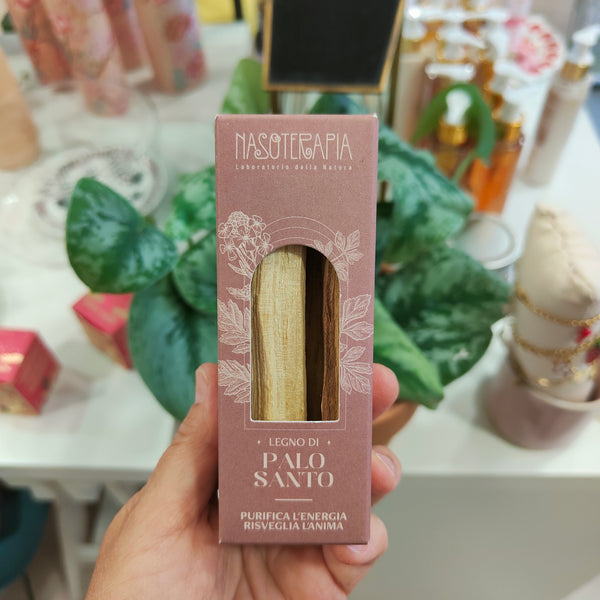 NASOTERAPIA
Laboratorio della Natura
LEGNO DI
PALO
SANTO
PURIFICA L'ENERGIA
RISVEGLIA L'ANIMA